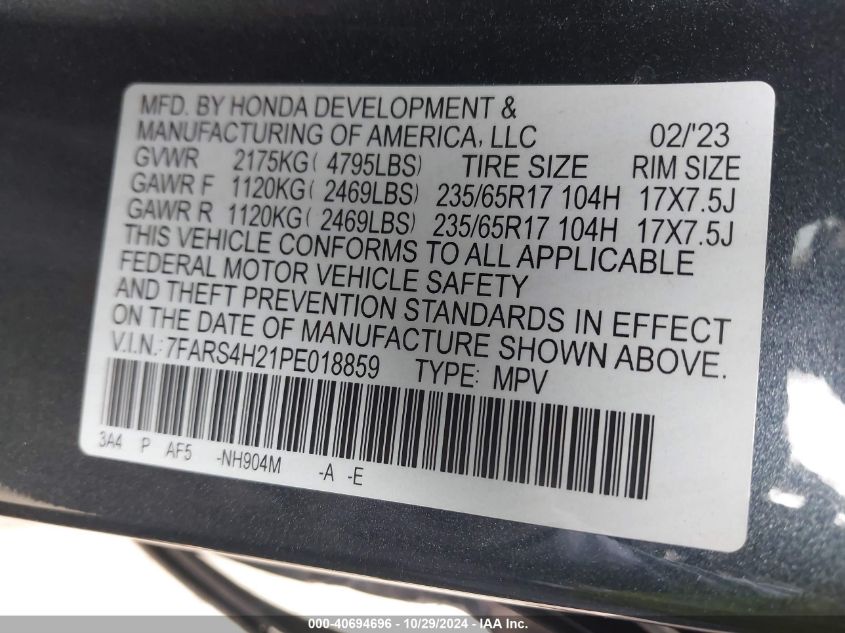 MFD. BY HONDA DEVELOPMENT &
MANUFACTURING OF AMERICA, LLC 02/'23
GVWR 2175KG( 4795LBS) TIRE SIZE RIM SIZE
GAWR F 1120KG( 2469LBS) 235/65R17 104H 17X7.5J
GAWR R 1120KG( 2469LBS) 235/65R17 104H 17X7.5J
THIS VEHICLE CONFORMS TO ALL APPLICABLE
FEDERAL MOTOR VEHICLE SAFETY
AND THEFT PREVENTION STANDARDS IN EFFECT
ON THE DATE OF MANUFACTURE SHOWN ABOVE.
V.I.N.: 7FARS4H21PE018859 TYPE: MPV
3A4 P AF5 -NH904M -A -E
000-40694696 - 10/29/2024 - IAA Inc.